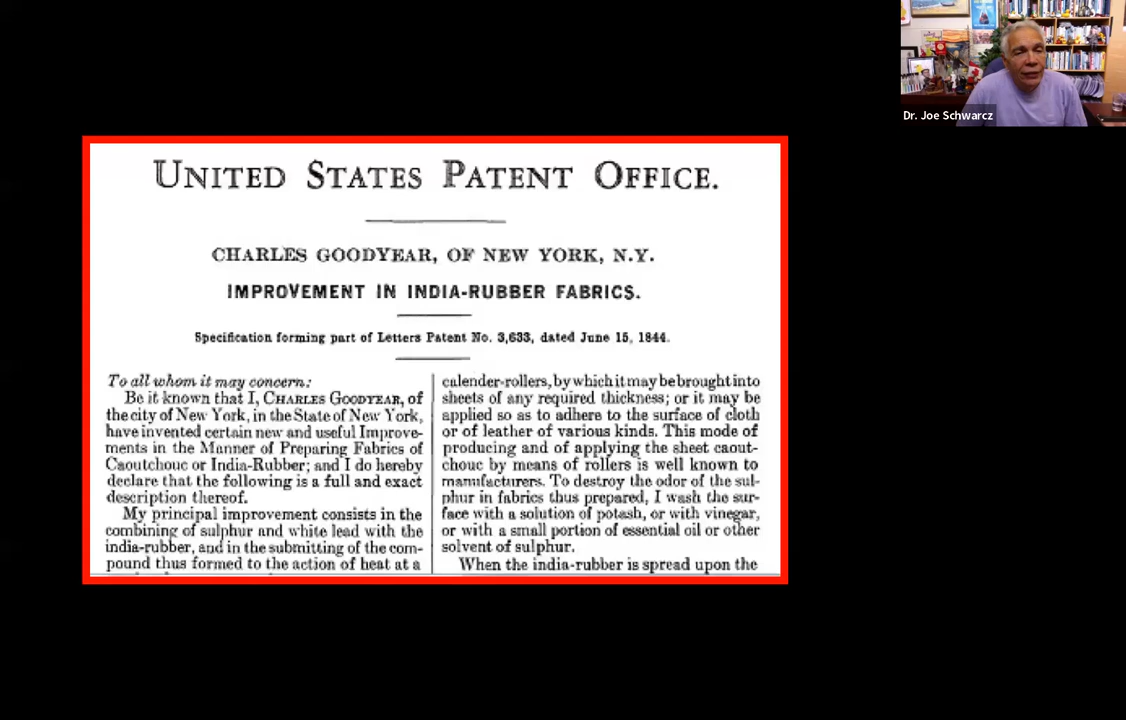 Dr. Joe Schwarcz
UNITED STATES PATENT OFFICE.
CHARLES GOODYEAR, OF NEW YORK, N.Y.
IMPROVEMENT IN INDIA-RUBBER FABRICS.
Specification forming part of Letters Patent No. 3,633, dated June 15, 1844.
To all whom it may concern:
Be it known that I, CHARLES GOODYEAR, of
the city of New York, in the State of New York,
have invented certain new and useful Improve-
ments in the Manner of Preparing Fabrics of
Caoutchouc or India-Rubber; and I do hereby
declare that the following is a full and exact
description thereof.
My principal improvement consists in the
combining of sulphur and white lead with the
india-rubber, and in the submitting of the com-
pound thus formed to the action of heat at a
calender-rollers, by which it may be brought into
sheets of any required thickness; or it may be
applied so as to adhere to the surface of cloth
or of leather of various kinds. This mode of
producing and of applying the sheet caout-
chouc by means of rollers is well known to
manufacturers. To destroy the odor of the sul-
phur in fabrics thus prepared, I wash the sur-
face with a solution of potash, or with vinegar,
or with a small portion of essential oil or other
solvent of sulphur.
When the india-rubber is spread upon the